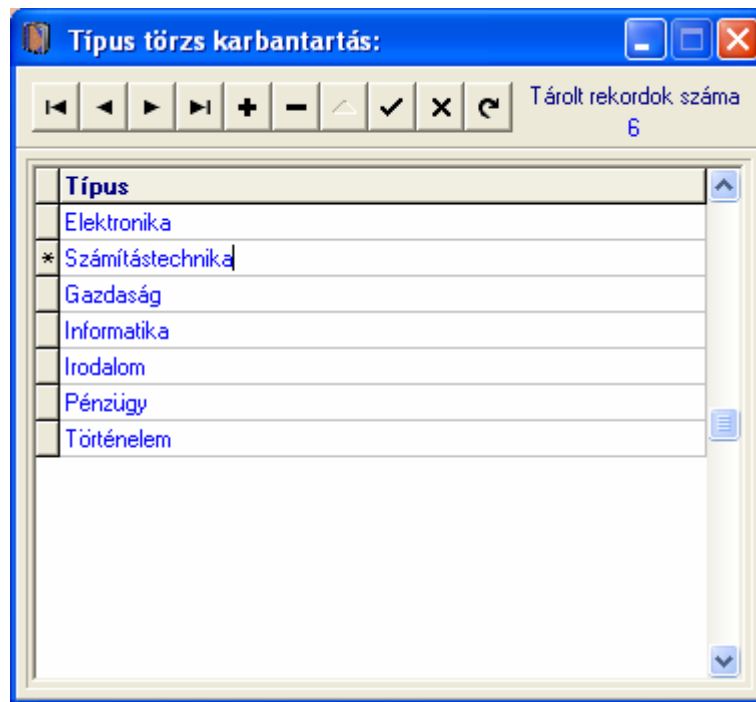 Típus törzs karbantartás:
Tárolt rekordok száma
6
Típus
Elektronika
* Számítástechnika
Gazdaság
Informatika
Irodalom
Pénzügy
Történelem